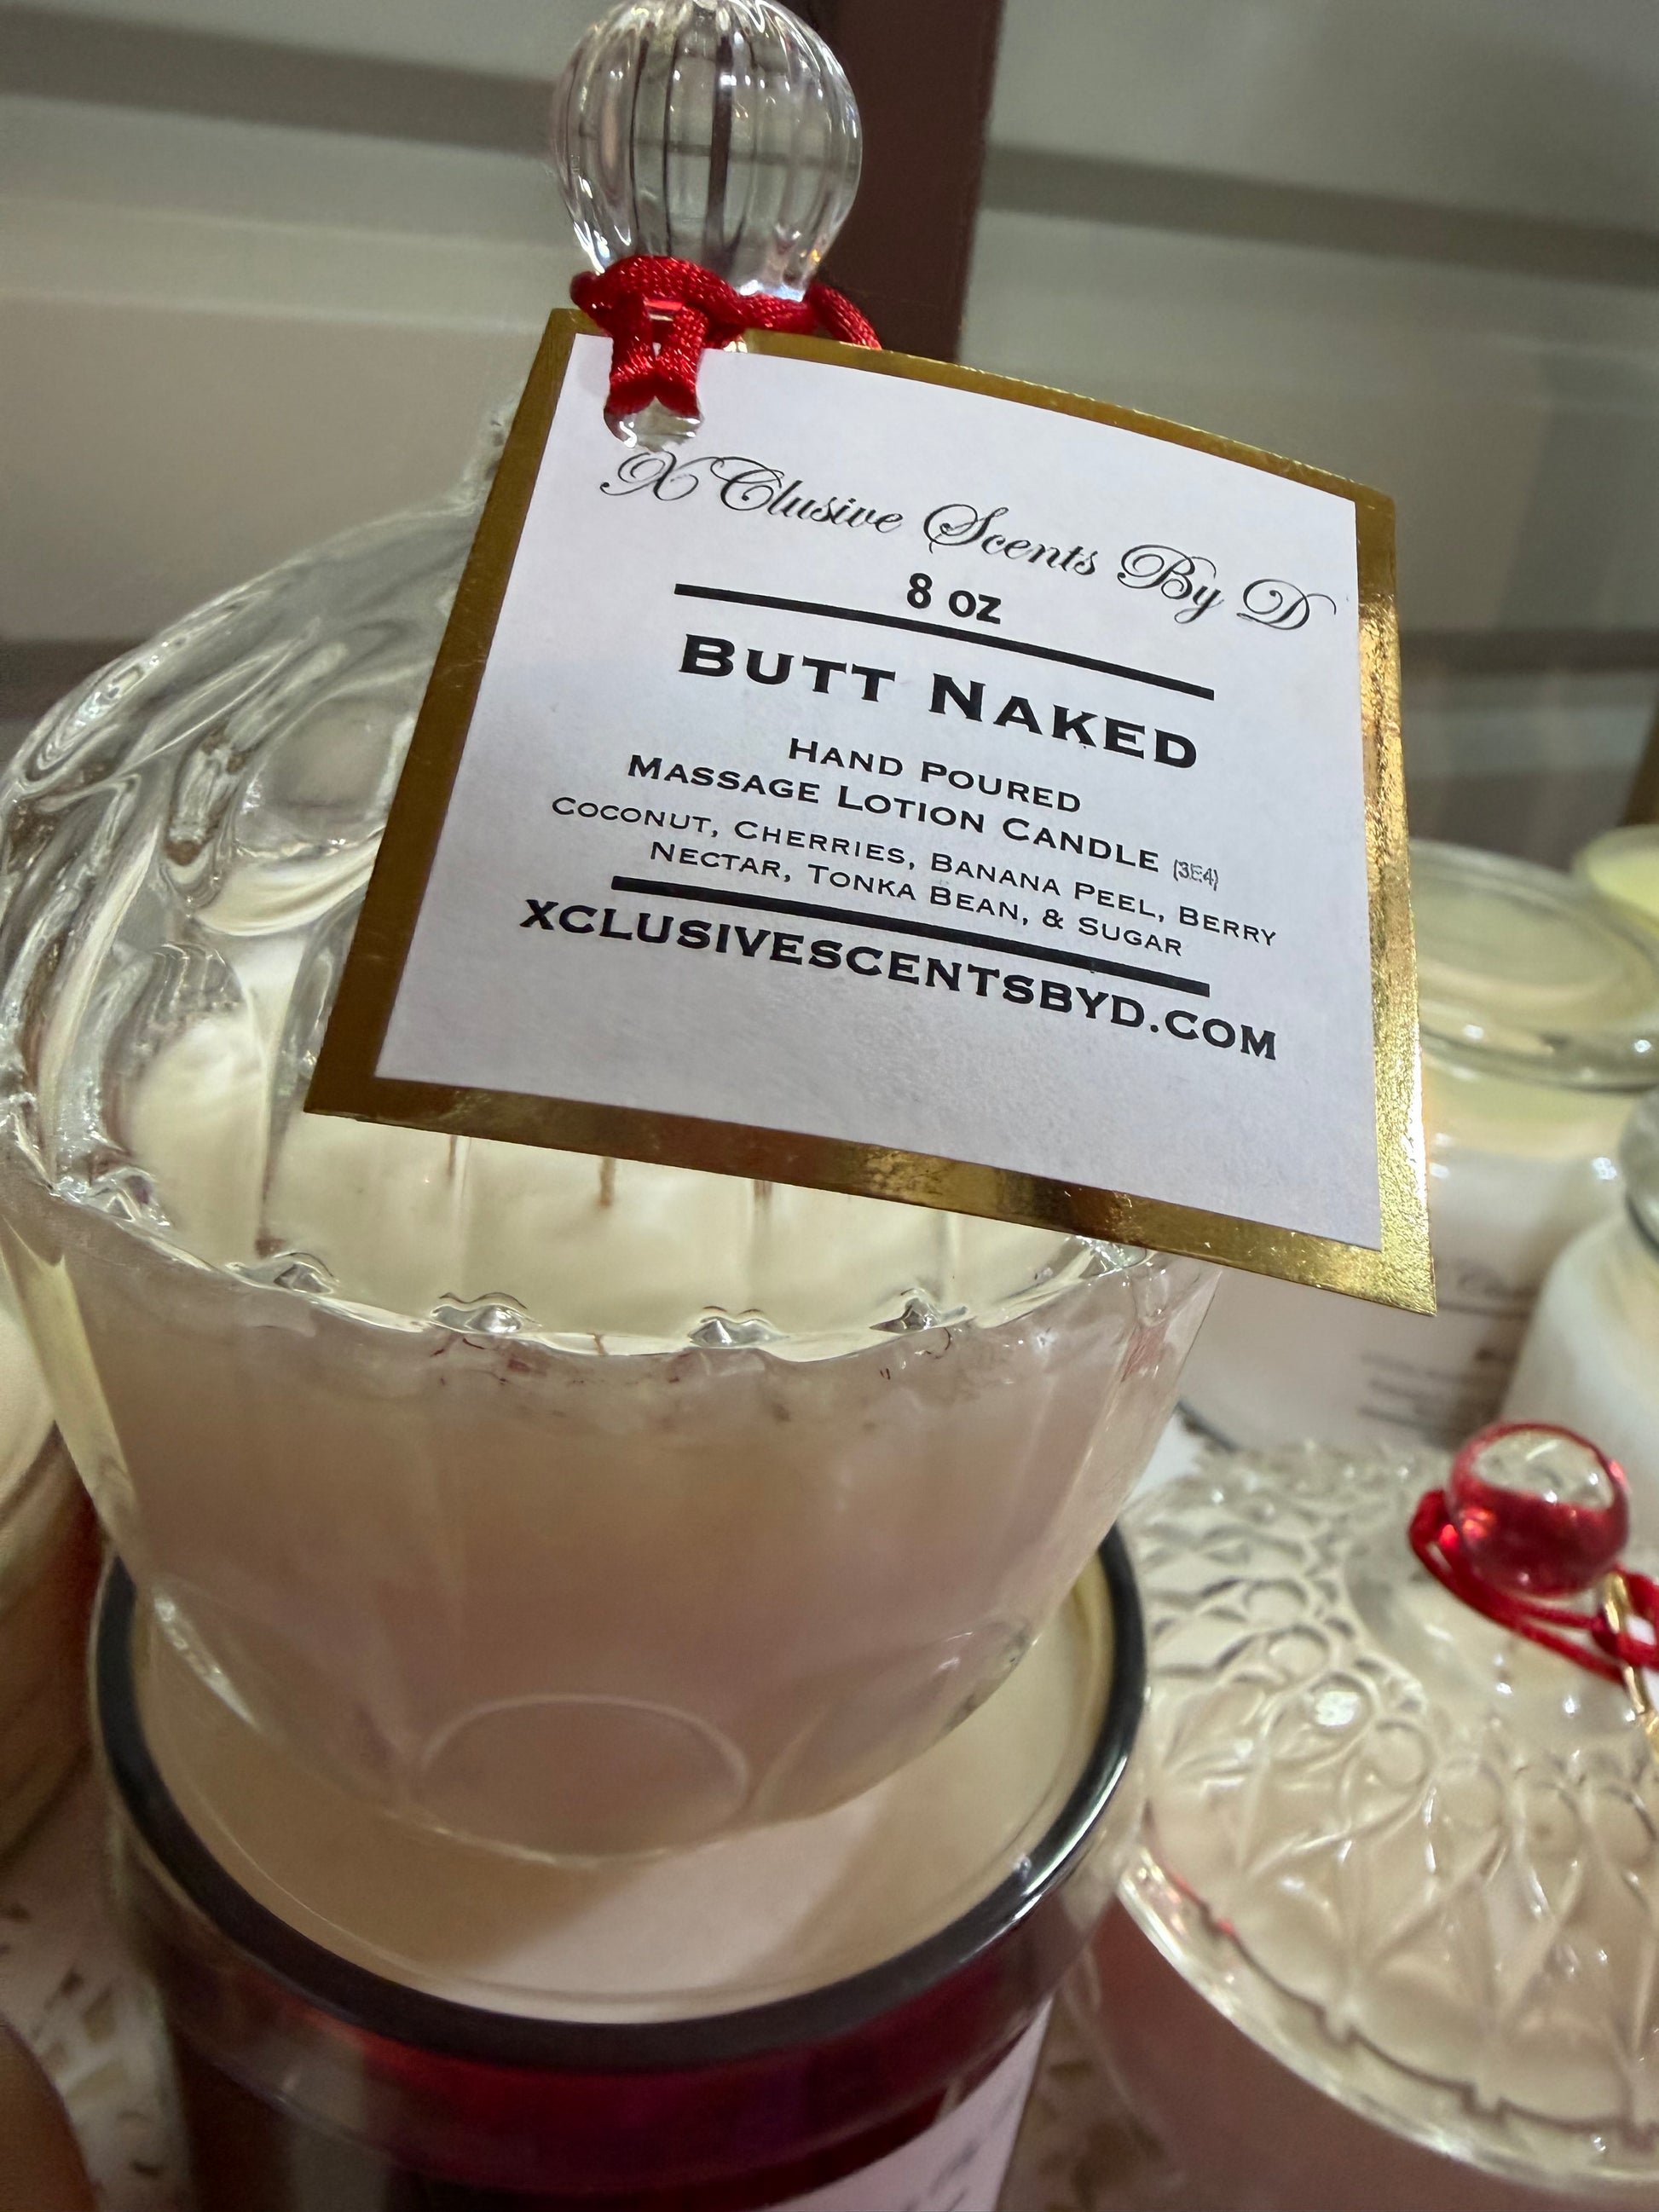 X Clusive Scents By D
8 oz
BUTT NAKED
HAND POURED
MASSAGE LOTION CANDLE (3E4)
COCONUT, CHERRIES, BANANA PEEL, BERRY
NECTAR, TONKA BEAN, & SUGAR
XCLUSIVESCENTSBYD.COM